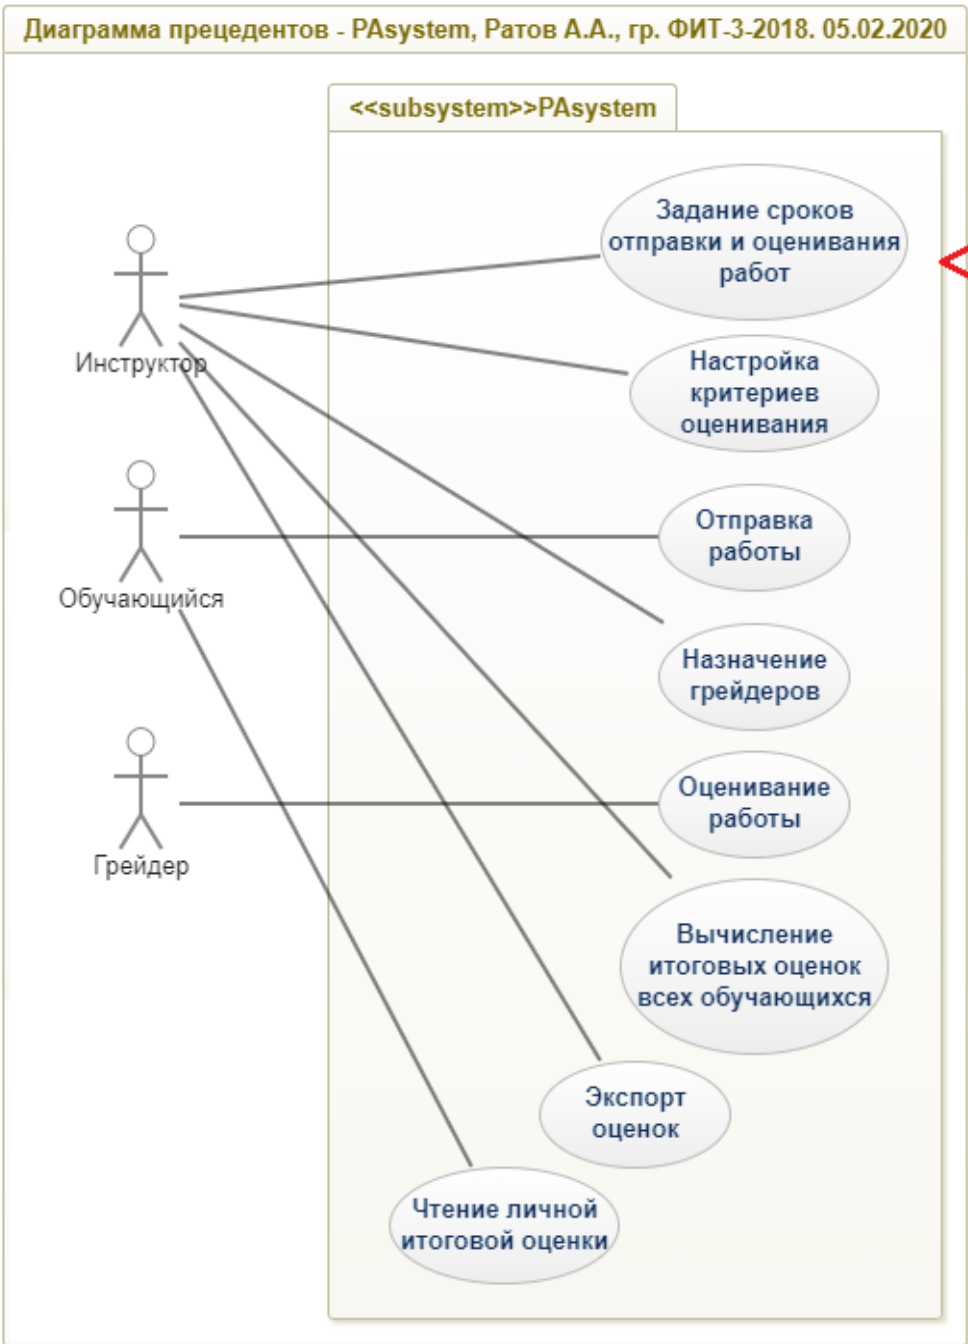 Диаграмма прецедентов - PAsystem, Ратов А.А., гр. ФИТ-3-2018. 05.02.2020
<<subsystem>>PAsystem
Задание сроков
отправки и оценивания
работ
Инструктор
Настройка
критериев
оценивания
Отправка
работы
Обучающийся
Назначение
грейдеров
Оценивание
работы
Грейдер
Вычисление
итоговых оценок
всех обучающихся
Экспорт
оценок
Чтение личной
итоговой оценки